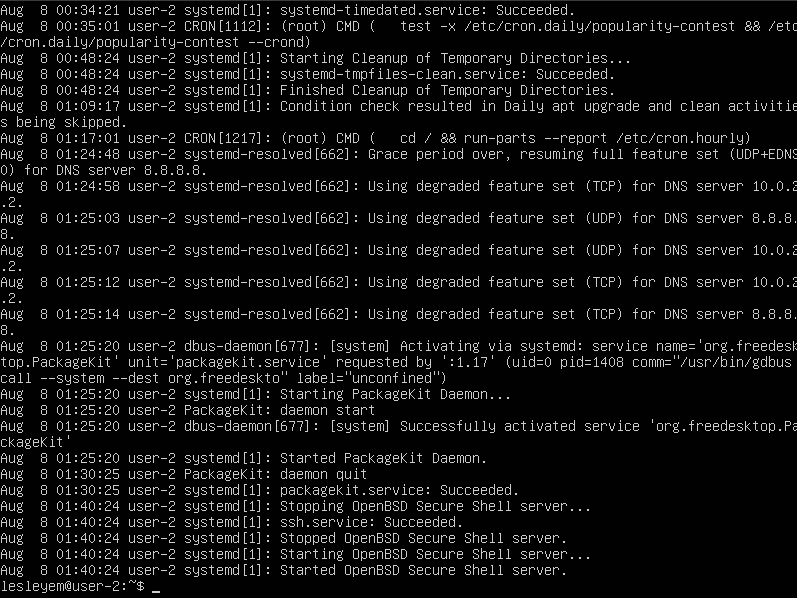 Aug  8 00:34:21 user-2 systemd[1]: systemd-timedated.service: Succeeded.
Aug  8 00:35:01 user-2 CRON[1112]: (root) CMD (   test -x /etc/cron.daily/popularity-contest && /etc
/cron.daily/popularity-contest --crond)
Aug  8 00:48:24 user-2 systemd[1]: Starting Cleanup of Temporary Directories...
Aug  8 00:48:24 user-2 systemd[1]: systemd-tmpfiles-clean.service: Succeeded.
Aug  8 00:48:24 user-2 systemd[1]: Finished Cleanup of Temporary Directories.
Aug  8 01:09:17 user-2 systemd[1]: Condition check resulted in Daily apt upgrade and clean activitie
s being skipped.
Aug  8 01:17:01 user-2 CRON[1217]: (root) CMD (   cd / && run-parts --report /etc/cron.hourly)
Aug  8 01:24:48 user-2 systemd-resolved[662]: Grace period over, resuming full feature set (UDP+EDNS
0) for DNS server 8.8.8.8.
Aug  8 01:24:58 user-2 systemd-resolved[662]: Using degraded feature set (TCP) for DNS server 10.0.2
.2.
Aug  8 01:25:03 user-2 systemd-resolved[662]: Using degraded feature set (UDP) for DNS server 8.8.8.
8.
Aug  8 01:25:07 user-2 systemd-resolved[662]: Using degraded feature set (UDP) for DNS server 10.0.2
.2.
Aug  8 01:25:12 user-2 systemd-resolved[662]: Using degraded feature set (TCP) for DNS server 10.0.2
.2.
Aug  8 01:25:14 user-2 systemd-resolved[662]: Using degraded feature set (TCP) for DNS server 8.8.8.
8.
Aug  8 01:25:20 user-2 dbus-daemon[677]: [system] Activating via systemd: service name='org.freedesk
top.PackageKit' unit='packagekit.service' requested by ':1.17' (uid=0 pid=1408 comm="/usr/bin/gdbus
call --system --dest org.freedeskto" label="unconfined")
Aug  8 01:25:20 user-2 systemd[1]: Starting PackageKit Daemon...
Aug  8 01:25:20 user-2 PackageKit: daemon start
Aug  8 01:25:20 user-2 dbus-daemon[677]: [system] Successfully activated service 'org.freedesktop.Pa
ckageKit'
Aug  8 01:25:20 user-2 systemd[1]: Started PackageKit Daemon.
Aug  8 01:30:25 user-2 PackageKit: daemon quit
Aug  8 01:30:25 user-2 systemd[1]: packagekit.service: Succeeded.
Aug  8 01:40:24 user-2 systemd[1]: Stopping OpenBSD Secure Shell server...
Aug  8 01:40:24 user-2 systemd[1]: ssh.service: Succeeded.
Aug  8 01:40:24 user-2 systemd[1]: Stopped OpenBSD Secure Shell server.
Aug  8 01:40:24 user-2 systemd[1]: Starting OpenBSD Secure Shell server...
Aug  8 01:40:24 user-2 systemd[1]: Started OpenBSD Secure Shell server.
lesleyem@user-2:~$ _